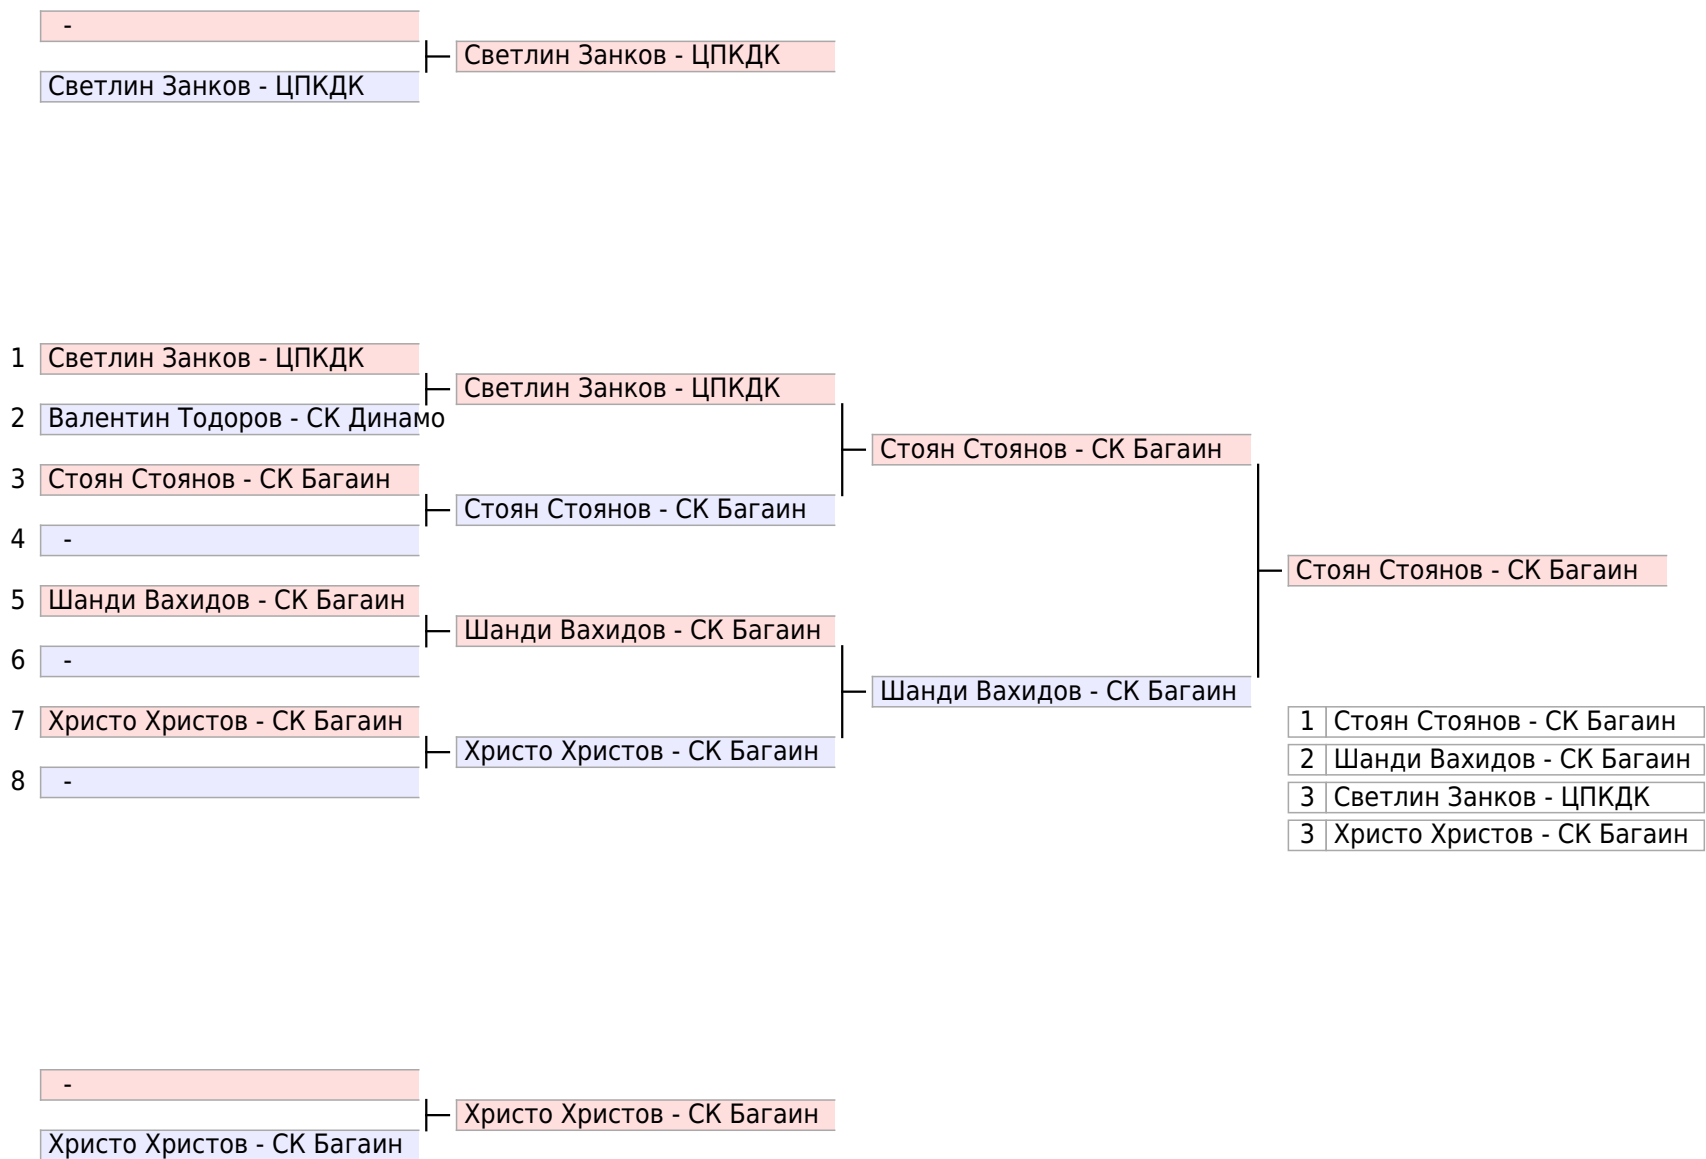 -
Светлин Занков - ЦПКДК
Светлин Занков - ЦПКДК
1 Светлин Занков - ЦПКДК
Светлин Занков - ЦПКДК
2 Валентин Тодоров - СК Динамо
Стоян Стоянов - СК Багаин
3 Стоян Стоянов - СК Багаин
Стоян Стоянов - СК Багаин
4 -
Стоян Стоянов - СК Багаин
5 Шанди Вахидов - СК Багаин
Шанди Вахидов - СК Багаин
6 -
Шанди Вахидов - СК Багаин
7 Христо Христов - СК Багаин
Христо Христов - СК Багаин
8 -
1 Стоян Стоянов - СК Багаин
2 Шанди Вахидов - СК Багаин
3 Светлин Занков - ЦПКДК
3 Христо Христов - СК Багаин
-
Христо Христов - СК Багаин
Христо Христов - СК Багаин